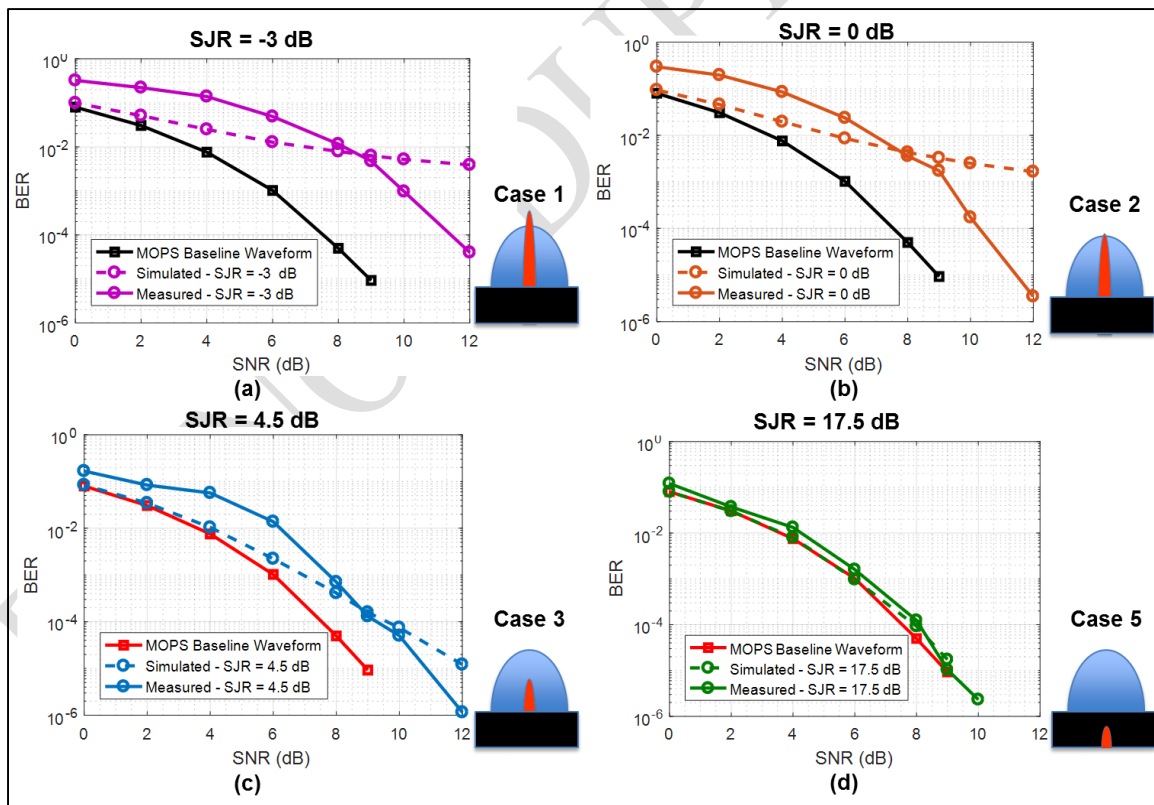 SJR = -3 dB
10^0
10^-2
10^-4
10^-6
BER
0 2 4 6 8 10 12
SNR (dB)
MOPS Baseline Waveform
Simulated - SJR = -3 dB
Measured - SJR = -3 dB
Case 1
(a)
SJR = 0 dB
10^0
10^-2
10^-4
10^-6
BER
0 2 4 6 8 10 12
SNR (dB)
MOPS Baseline Waveform
Simulated - SJR = 0 dB
Measured - SJR = 0 dB
Case 2
(b)
SJR = 4.5 dB
10^0
10^-2
10^-4
10^-6
BER
0 2 4 6 8 10 12
SNR (dB)
MOPS Baseline Waveform
Simulated - SJR = 4.5 dB
Measured - SJR = 4.5 dB
Case 3
(c)
SJR = 17.5 dB
10^0
10^-2
10^-4
10^-6
BER
0 2 4 6 8 10 12
SNR (dB)
MOPS Baseline Waveform
Simulated - SJR = 17.5 dB
Measured - SJR = 17.5 dB
Case 5
(d)